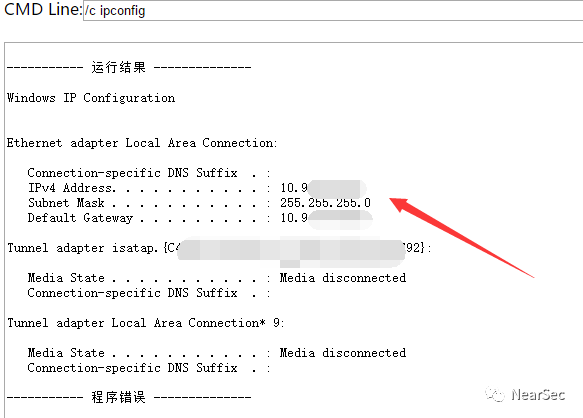 CMD Line: /c ipconfig
----------- 运行结果 --------------
Windows IP Configuration
Ethernet adapter Local Area Connection:
Connection-specific DNS Suffix . :
IPv4 Address. . . . . . . . . . . : 10.9
Subnet Mask . . . . . . . . . . . : 255.255.255.0
Default Gateway . . . . . . . . . : 10.9
Tunnel adapter isatap.{C4 92}:
Media State . . . . . . . . . . . : Media disconnected
Connection-specific DNS Suffix . :
Tunnel adapter Local Area Connection* 9:
Media State . . . . . . . . . . . : Media disconnected
Connection-specific DNS Suffix . :
----------- 程序错误 --------------
NearSec